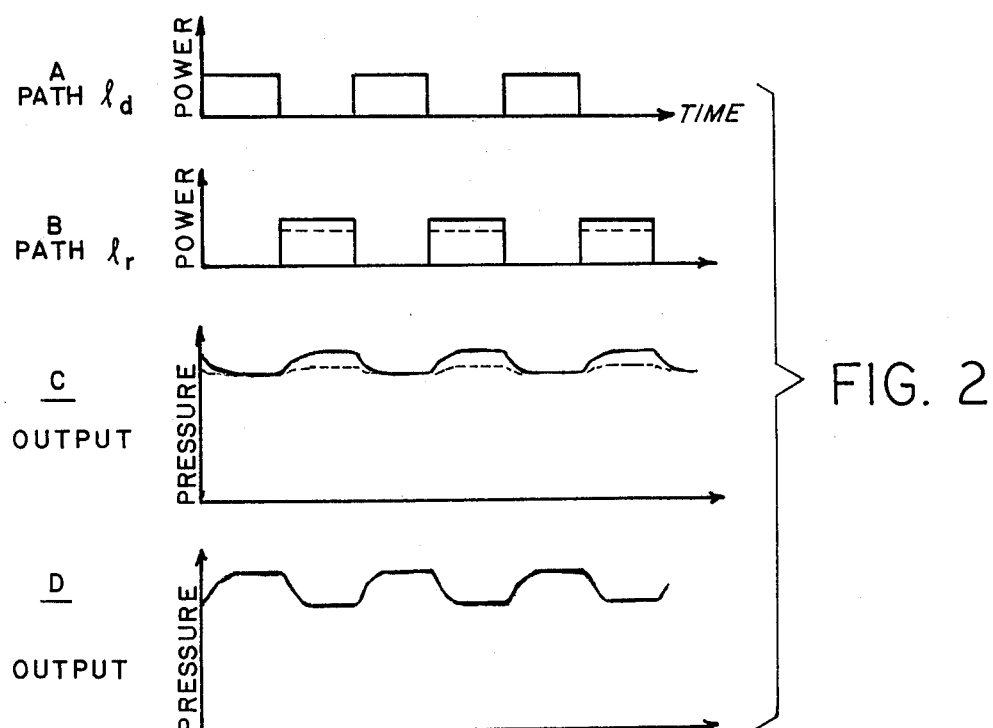 A
PATH ℓd
POWER
TIME
B
PATH ℓr
POWER
C
OUTPUT
PRESSURE
FIG. 2
D
OUTPUT
PRESSURE